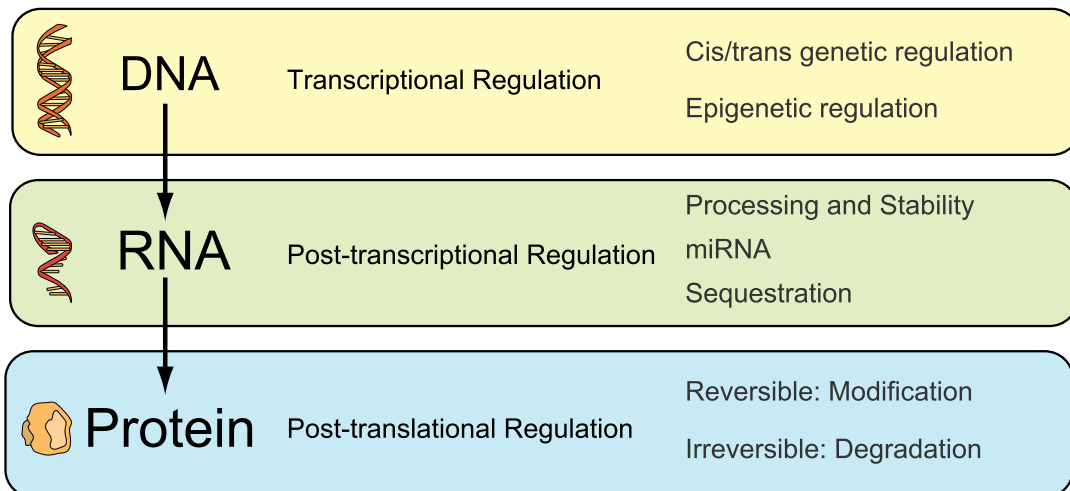 DNA
Transcriptional Regulation
Cis/trans genetic regulation
Epigenetic regulation
RNA
Post-transcriptional Regulation
Processing and Stability
miRNA
Sequestration
Protein
Post-translational Regulation
Reversible: Modification
Irreversible: Degradation